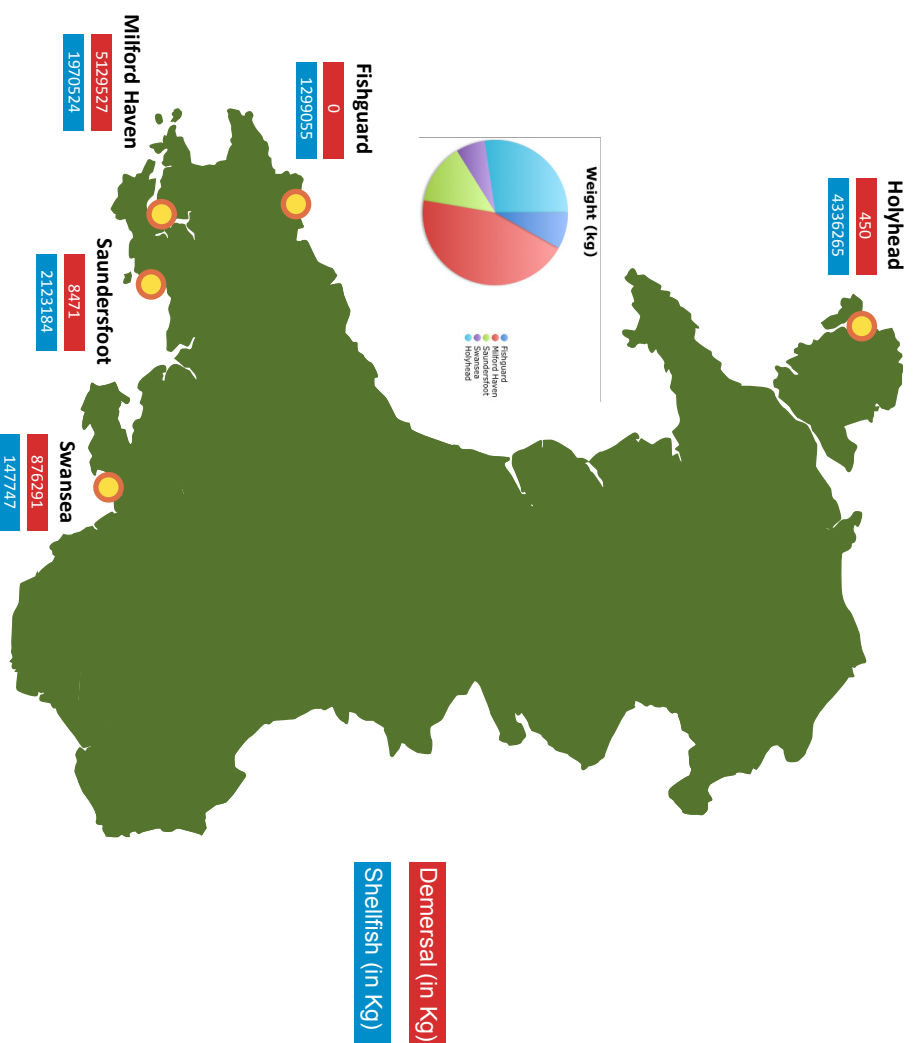 Holyhead
450
4336265
Weight (kg)
Fishguard
Milford Haven
Saundersfoot
Swansea
Holyhead
Fishguard
0
1299055
Milford Haven
5129527
1970524
Saundersfoot
8471
2123184
Swansea
876291
147747
Demersal (in Kg)
Shellfish (in Kg)